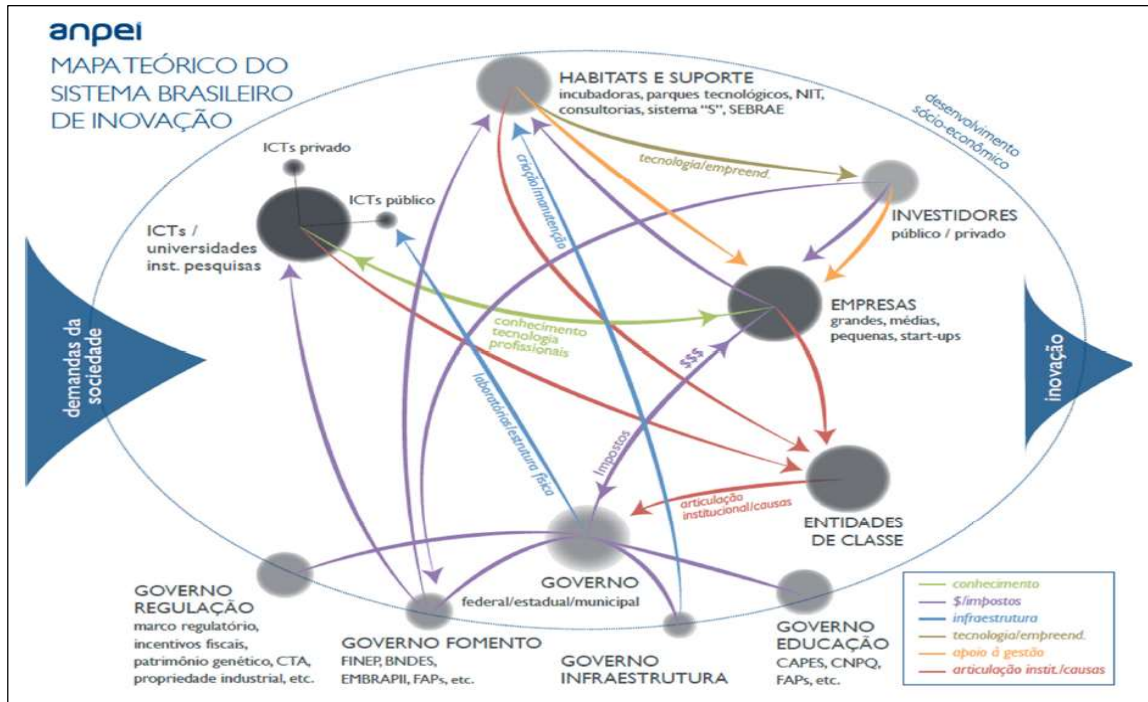 anpei
MAPA TEÓRICO DO
SISTEMA BRASILEIRO
DE INOVAÇÃO
HABITATS E SUPORTE
incubadoras, parques tecnológicos, NIT,
consultorias, sistema “S”, SEBRAE
desenvolvimento
sócio-econômico
ICTs privado
ICTs público
ICTs /
universidades
inst. pesquisas
tecnologia/empreend.
criação/manutenção
INVESTIDORES
público / privado
EMPRESAS
grandes, médias,
pequenas, start-ups
conhecimento
tecnologia
profissionais
$$$
Impostos
laboratórios/estrutura física
demandas da
sociedade
inovação
articulação
institucional/causas
ENTIDADES
DE CLASSE
GOVERNO
federal/estadual/municipal
GOVERNO
REGULAÇÃO
marco regulatório,
incentivos fiscais,
patrimônio genético, CTA,
propriedade industrial, etc.
GOVERNO FOMENTO
FINEP, BNDES,
EMBRAPII, FAPs, etc.
GOVERNO
INFRAESTRUTURA
GOVERNO
EDUCAÇÃO
CAPES, CNPQ,
FAPs, etc.
conhecimento
$/impostos
infraestrutura
tecnologia/empreend.
apoio à gestão
articulação instit./causas